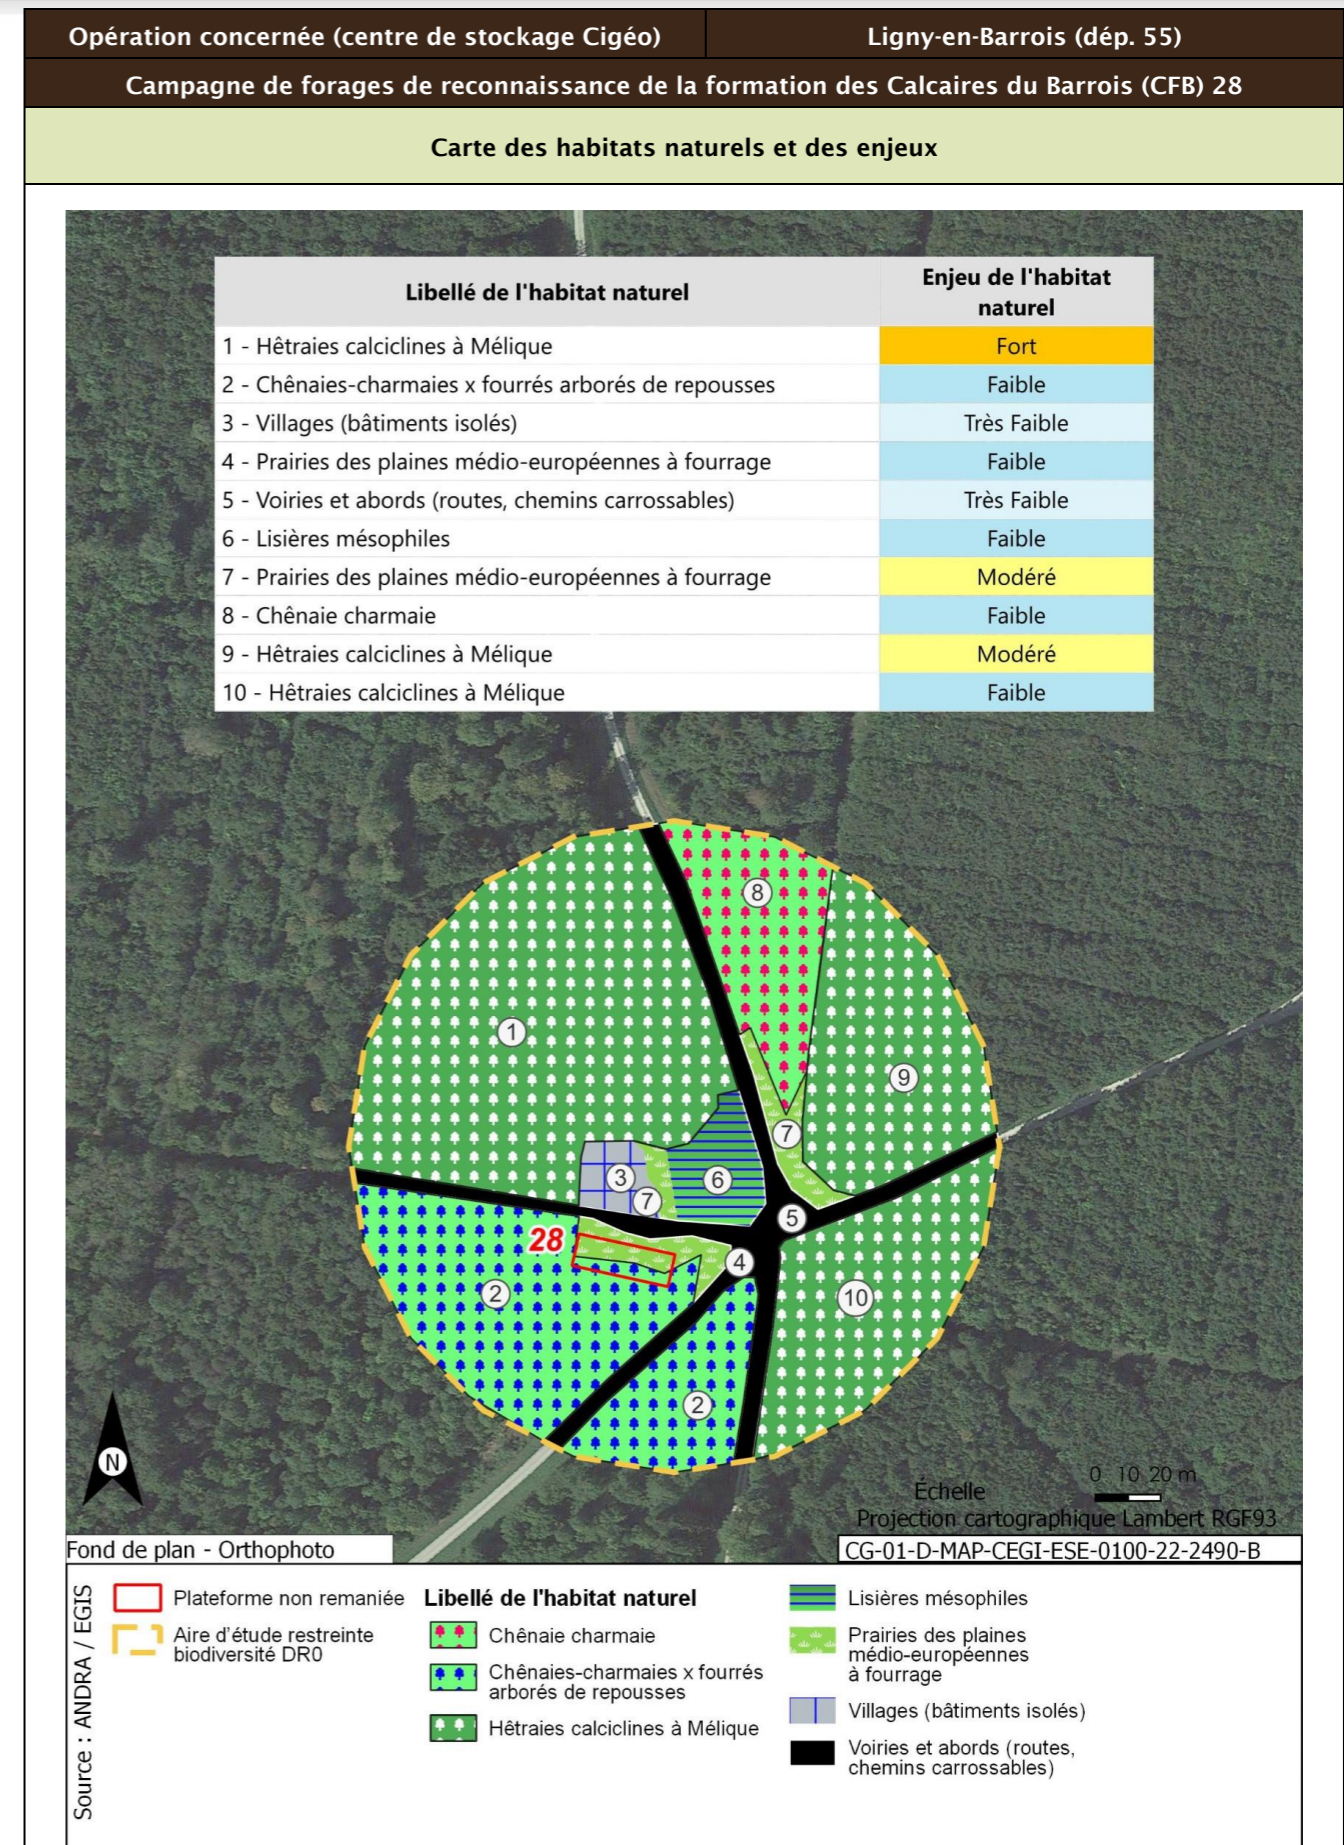 Opération concernée (centre de stockage Cigéo) Ligny-en-Barrois (dép. 55)
Campagne de forages de reconnaissance de la formation des Calcaires du Barrois (CFB) 28
Carte des habitats naturels et des enjeux
Libellé de l'habitat naturel Enjeu de l'habitat
naturel
1 - Hêtraies calciclines à Mélique Fort
2 - Chênaies-charmaies x fourrés arborés de repousses Faible
3 - Villages (bâtiments isolés) Très Faible
4 - Prairies des plaines médio-européennes à fourrage Faible
5 - Voiries et abords (routes, chemins carrossables) Très Faible
6 - Lisières mésophiles Faible
7 - Prairies des plaines médio-européennes à fourrage Modéré
8 - Chênaie charmaie Faible
9 - Hêtraies calciclines à Mélique Modéré
10 - Hêtraies calciclines à Mélique Faible
8
1
9
7
3
6
7
5
28
4
2
10
2
N
0 10 20 m
Échelle
Projection cartographique Lambert RGF93
Fond de plan - Orthophoto
CG-01-D-MAP-CEGI-ESE-0100-22-2490-B
Source : ANDRA / EGIS
Plateforme non remaniée
Aire d'étude restreinte
biodiversité DR0
Libellé de l'habitat naturel
Chênaie charmaie
Chênaies-charmaies x fourrés
arborés de repousses
Hêtraies calciclines à Mélique
Lisières mésophiles
Prairies des plaines
médio-européennes
à fourrage
Villages (bâtiments isolés)
Voiries et abords (routes,
chemins carrossables)